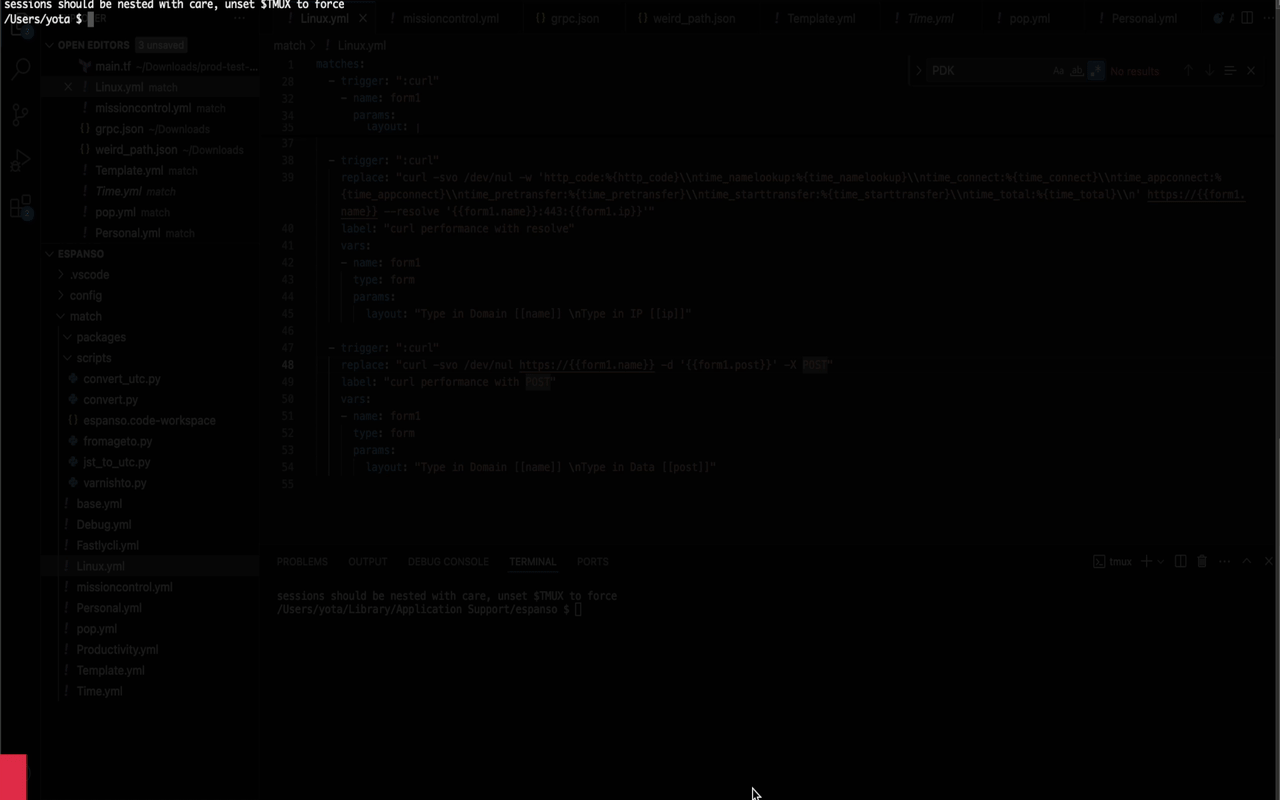 sessions should be nested with care, unset $TMUX to force
/Users/yota $
Linux.yml
missioncontrol.yml
{} grpc.json
{} weird_path.json
! Template.yml
! Time.yml
! pop.yml
! Personal.yml
OPEN EDITORS 3 unsaved
main.tf ~/Downloads/prod-test-...
! Linux.yml match
! missioncontrol.yml match
{} grpc.json ~/Downloads
{} weird_path.json ~/Downloads
! Template.yml match
! Time.yml match
! pop.yml match
! Personal.yml match
ESPANSO
.vscode
config
match
packages
scripts
convert_utc.py
convert.py
{} espanso.code-workspace
fromageto.py
jst_to_utc.py
varnishto.py
! base.yml
! Debug.yml
! Fastlycli.yml
! Linux.yml
! missioncontrol.yml
! Personal.yml
! pop.yml
! Productivity.yml
! Template.yml
! Time.yml
match > ! Linux.yml
PDK
Aa ab .* No results
1 matches:
28 - trigger: ":curl"
32 - name: form1
34 params:
35 layout: |
37
38 - trigger: ":curl"
39 replace: "curl -svo /dev/nul -w 'http_code:%{http_code}\\ntime_namelookup:%{time_namelookup}\\ntime_connect:%{time_connect}\\ntime_appconnect:%
{time_appconnect}\\ntime_pretransfer:%{time_pretransfer}\\ntime_starttransfer:%{time_starttransfer}\\ntime_total:%{time_total}\\n' https://{{form1.
name}} --resolve '{{form1.name}}:443:{{form1.ip}}'"
40 label: "curl performance with resolve"
41 vars:
42 - name: form1
43 type: form
44 params:
45 layout: "Type in Domain [[name]] \nType in IP [[ip]]"
46
47 - trigger: ":curl"
48 replace: "curl -svo /dev/nul https://{{form1.name}} -d '{{form1.post}}' -X POST"
49 label: "curl performance with POST"
50 vars:
51 - name: form1
52 type: form
53 params:
54 layout: "Type in Domain [[name]] \nType in Data [[post]]"
55
PROBLEMS OUTPUT DEBUG CONSOLE TERMINAL PORTS
tmux
sessions should be nested with care, unset $TMUX to force
/Users/yota/Library/Application Support/espanso $